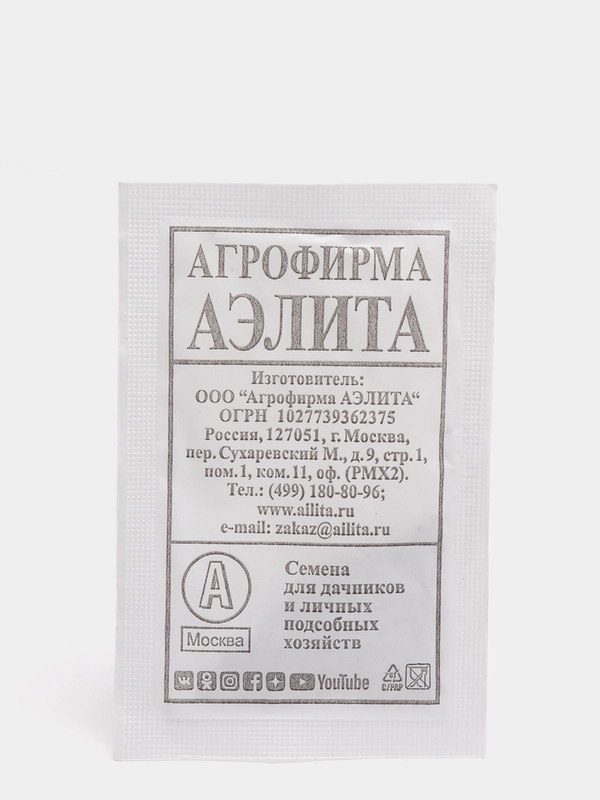 АГРОФИРМА
АЭЛИТА
Изготовитель:
ООО “Агрофирма АЭЛИТА“
ОГРН 1027739362375
Россия, 127051, г. Москва,
пер. Сухаревский М., д. 9, стр. 1,
пом. 1, ком. 11, оф. (РМХ2).
Тел.: (499) 180-80-96;
www.ailita.ru
e-mail: zakaz@ailita.ru
А
Москва
Семена
для дачников
и личных
подсобных
хозяйств
YouTube
C/PAP